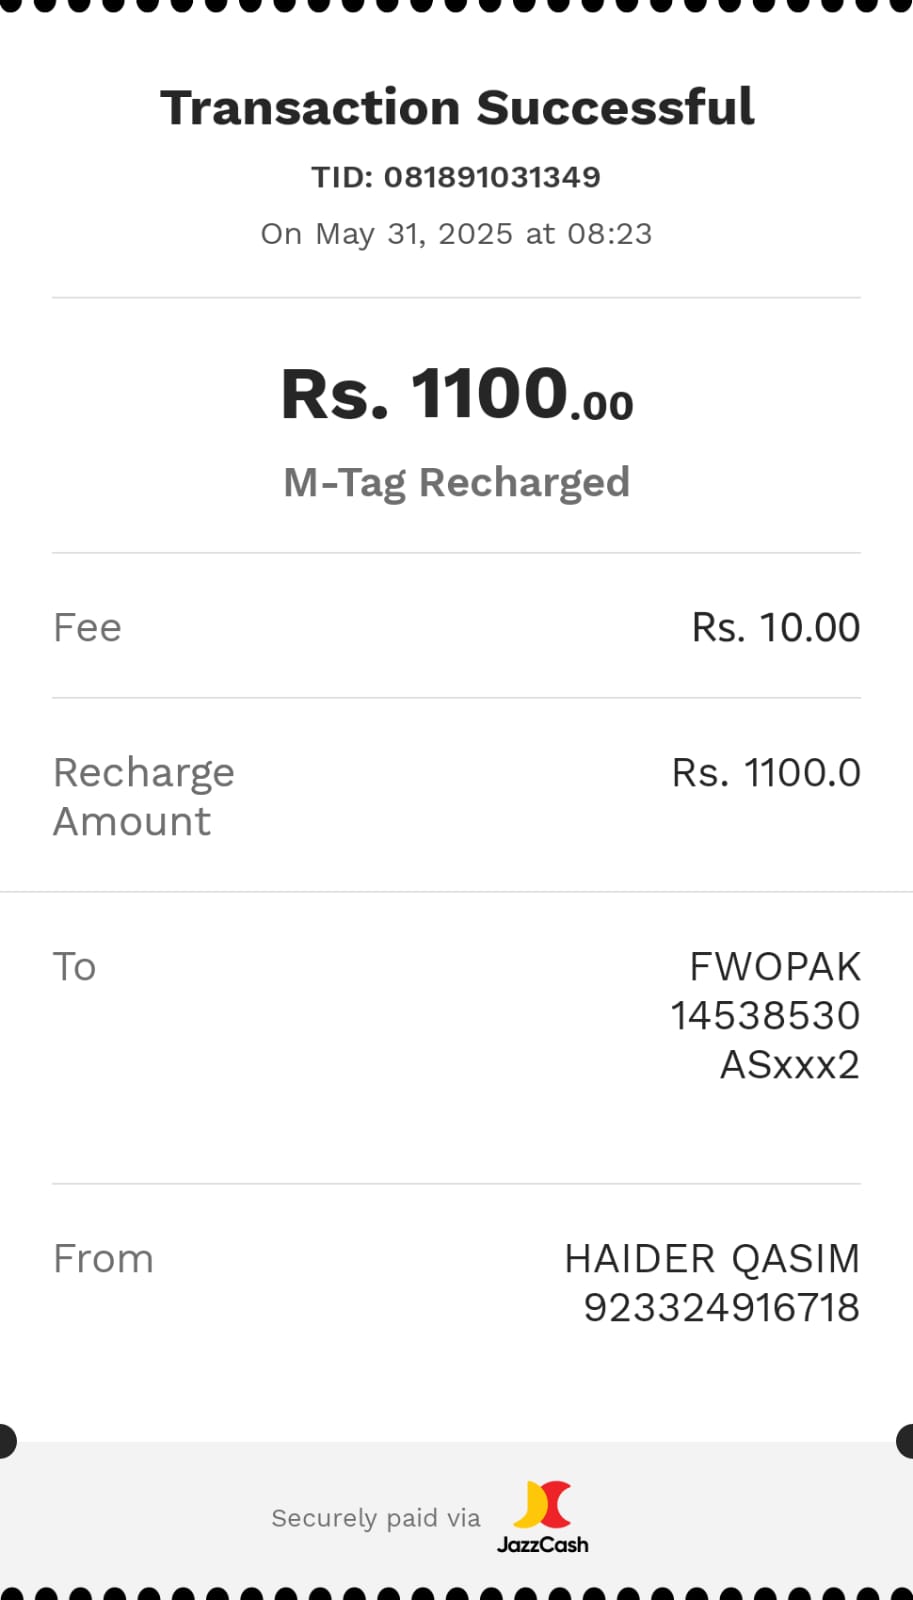 Transaction Successful
TID: 081891031349
On May 31, 2025 at 08:23
Rs. 1100.00
M-Tag Recharged
Fee
Rs. 10.00
Recharge
Amount
Rs. 1100.0
To
FWOPAK
14538530
ASxxx2
From
HAIDER QASIM
923324916718
Securely paid via
JazzCash